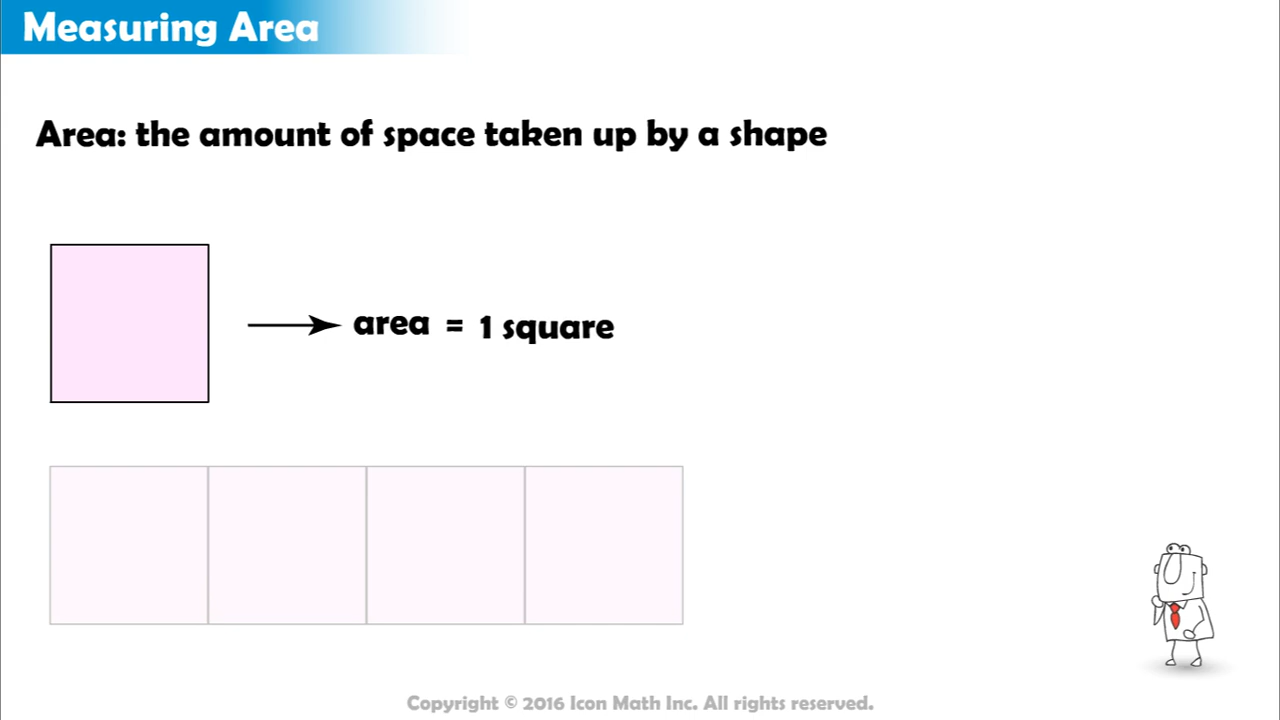 Measuring Area
Area: the amount of space taken up by a shape
area = 1 square
Copyright © 2016 Icon Math Inc. All rights reserved.